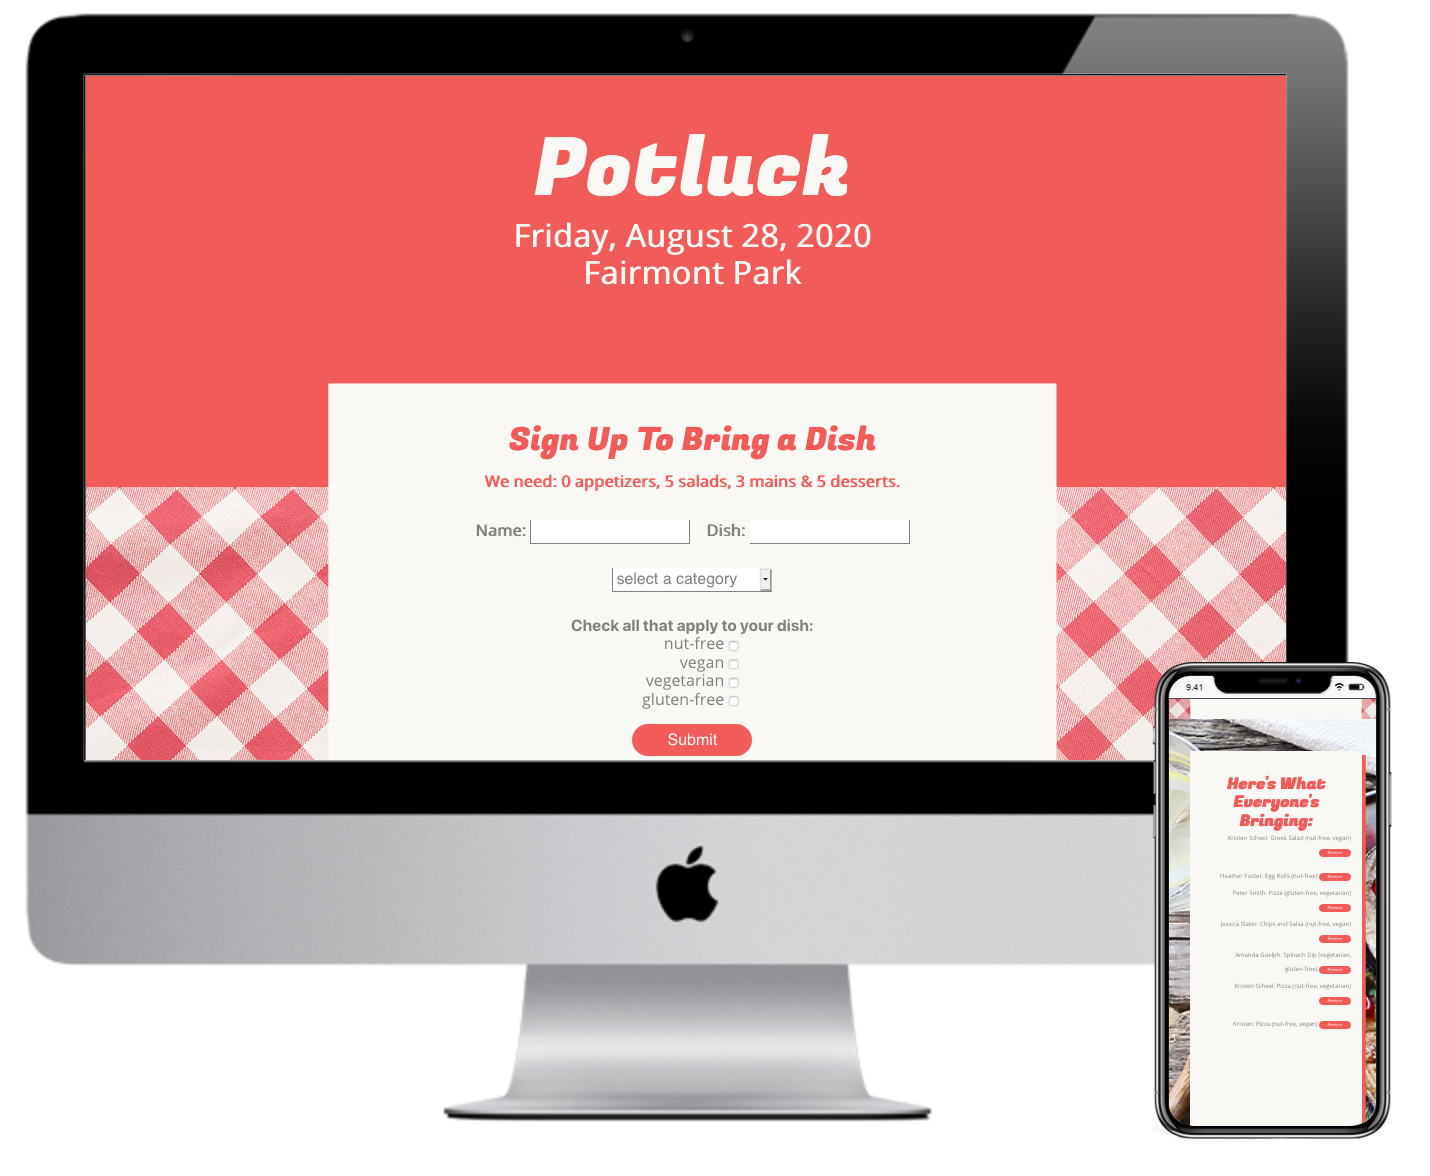 Potluck
Friday, August 28, 2020
Fairmont Park
Sign Up To Bring a Dish
We need: 0 appetizers, 5 salads, 3 mains & 5 desserts.
Name:
Dish:
select a category
Check all that apply to your dish:
nut-free
vegan
vegetarian
gluten-free
Submit
9.41
Here's What
Everyone's
Bringing:
Kristen Scheel: Greek Salad (nut-free, vegan)
Remove
Heather Foster: Egg Rolls (nut-free) Remove
Peter Smith: Pizza (gluten-free, vegetarian)
Remove
Jessica Slater: Chips and Salsa (nut-free, vegan)
Remove
Amanda Guelph: Spinach Dip (vegetarian,
gluten-free) Remove
Kristen Scheel: Pizza (nut-free, vegetarian)
Remove
Kristen: Pizza (nut-free, vegan) Remove